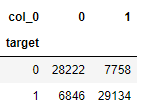 col_0 0 1
target
0 28222 7758
1 6846 29134